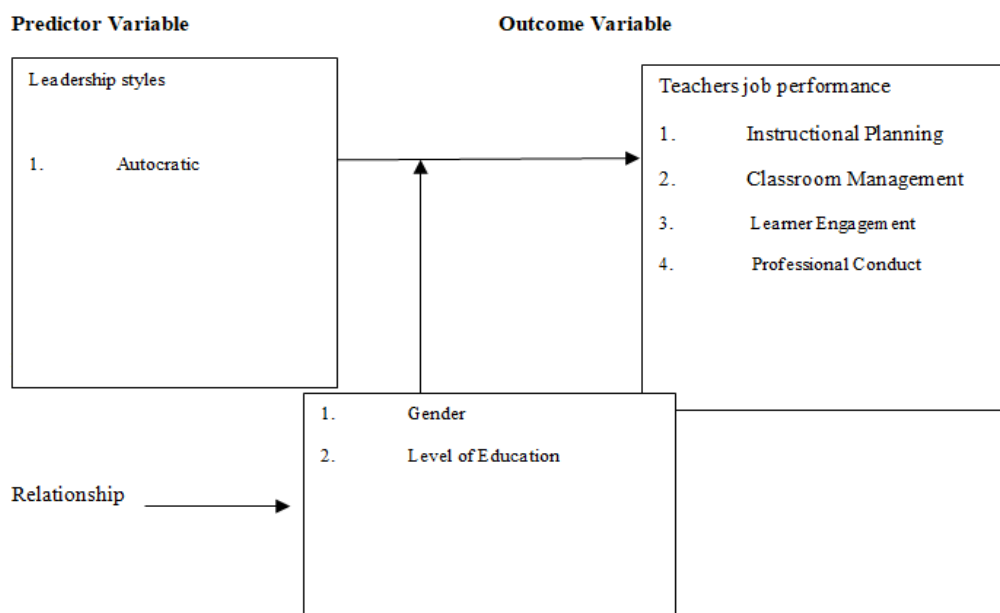 Predictor Variable
Outcome Variable
Leadership styles
1. Autocratic
Teachers job performance
1. Instructional Planning
2. Classroom Management
3. Learner Engagement
4. Professional Conduct
1. Gender
2. Level of Education
Relationship